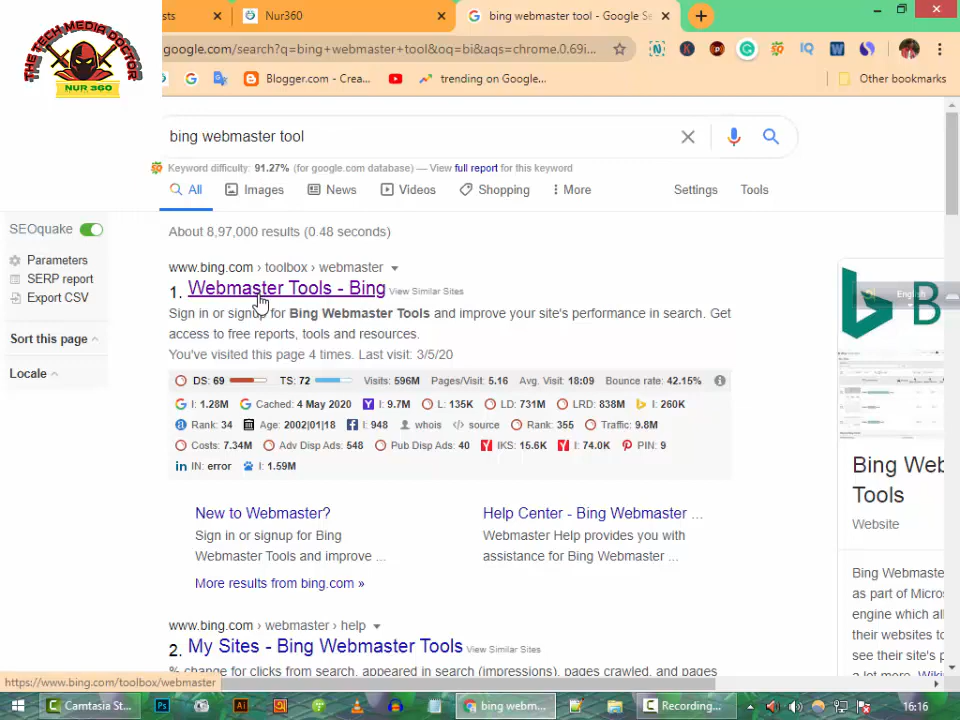 THE TECH MEDIA DOCTOR
NUR 360
sts
Nur360
bing webmaster tool - Google Se
google.com/search?q=bing+webmaster+tool&oq=bi&aqs=chrome.0.69i...
Blogger.com - Crea...
trending on Google...
Other bookmarks
bing webmaster tool
Keyword difficulty: 91.27% (for google.com database) — View full report for this keyword
All
Images
News
Videos
Shopping
More
Settings
Tools
About 8,97,000 results (0.48 seconds)
SEOquake
Parameters
SERP report
Export CSV
Sort this page
Locale
www.bing.com › toolbox › webmaster
1. Webmaster Tools - Bing View Similar Sites
Sign in or signup for Bing Webmaster Tools and improve your site's performance in search. Get
access to free reports, tools and resources.
You've visited this page 4 times. Last visit: 3/5/20
DS: 69 TS: 72 Visits: 596M Pages/Visit: 5.16 Avg. Visit: 18:09 Bounce rate: 42.15%
I: 1.28M Cached: 4 May 2020 I: 9.7M L: 135K LD: 731M LRD: 838M I: 260K
Rank: 34 Age: 2002|01|18 I: 948 whois source Rank: 355 Traffic: 9.8M
Costs: 7.34M Adv Disp Ads: 548 Pub Disp Ads: 40 IKS: 15.6K I: 74.0K PIN: 9
IN: error I: 1.59M
New to Webmaster?
Sign in or signup for Bing
Webmaster Tools and improve ...
Help Center - Bing Webmaster ...
Webmaster Help provides you with
assistance for Bing Webmaster ...
More results from bing.com »
www.bing.com › webmaster › help
2. My Sites - Bing Webmaster Tools View Similar Sites
% change for clicks from search, appeared in search (impressions), pages crawled, and pages
English
B
Bing Web
Tools
Website
Bing Webmaste
as part of Micros
engine which all
their websites to
see their site's p
a lot more. Wiki
https://www.bing.com/toolbox/webmaster
Camtasia St...
bing webm...
Recording...
16:16